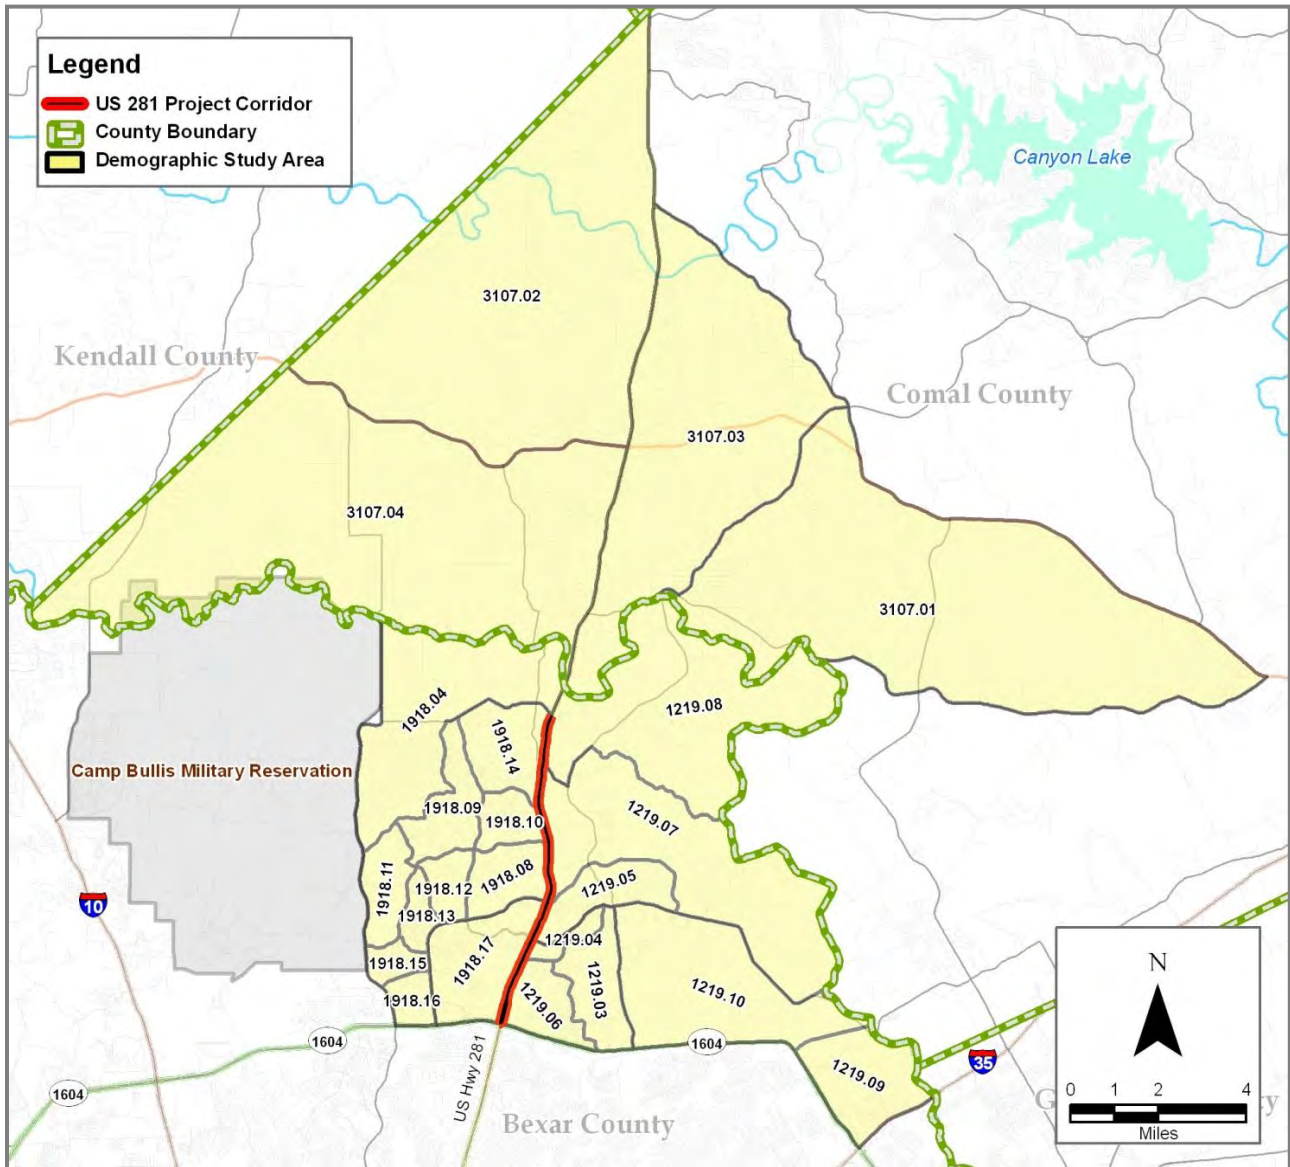 Legend
US 281 Project Corridor
County Boundary
Demographic Study Area
Canyon Lake
3107.02
Kendall County
Comal County
3107.03
3107.04
3107.01
1918.04
1219.08
1918.14
Camp Bullis Military Reservation
1918.09
1918.10
1219.07
1918.11
1918.12
1918.08
1219.05
10
1918.13
1219.04
1918.17
1918.15
1219.03
1918.16
1219.06
1219.10
N
1604
1604
US Hwy 281
35
1219.09
1604
Bexar County
0 1 2 4
Miles